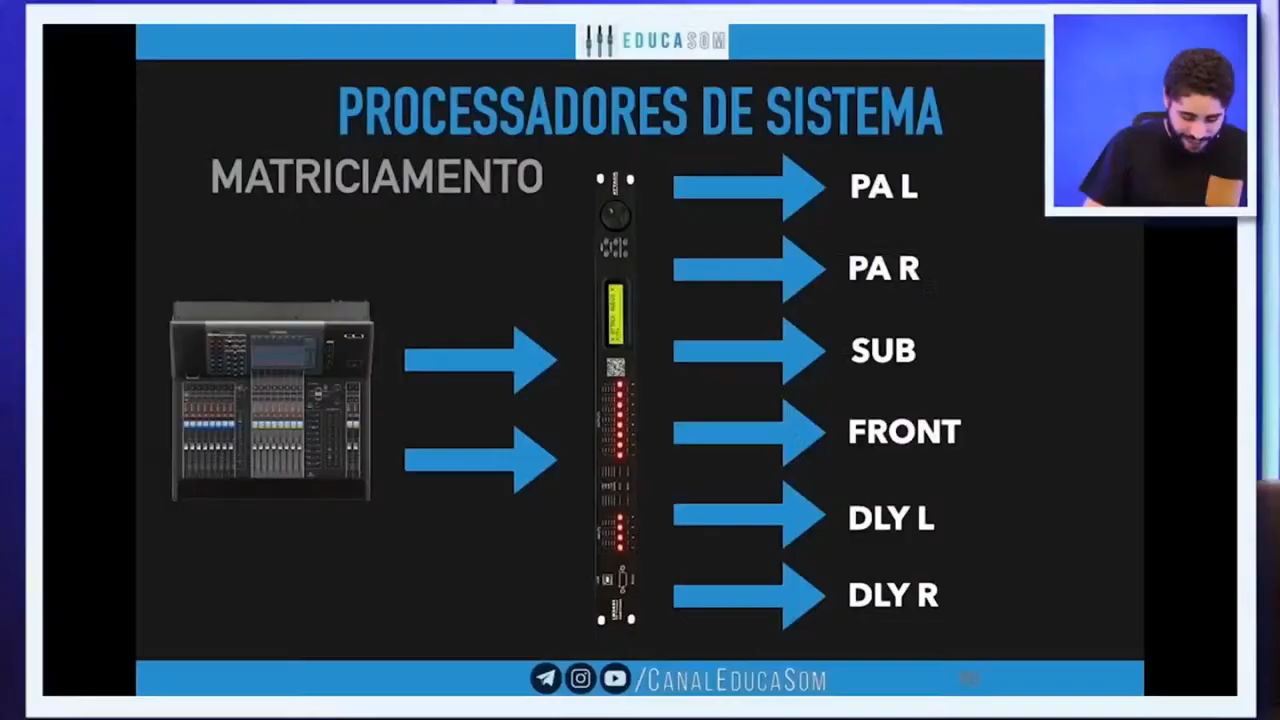 EDUCASOM
PROCESSADORES DE SISTEMA
MATRICIAMENTO
PA L
PA R
SUB
FRONT
DLY L
DLY R
/CANALEDUCASOM